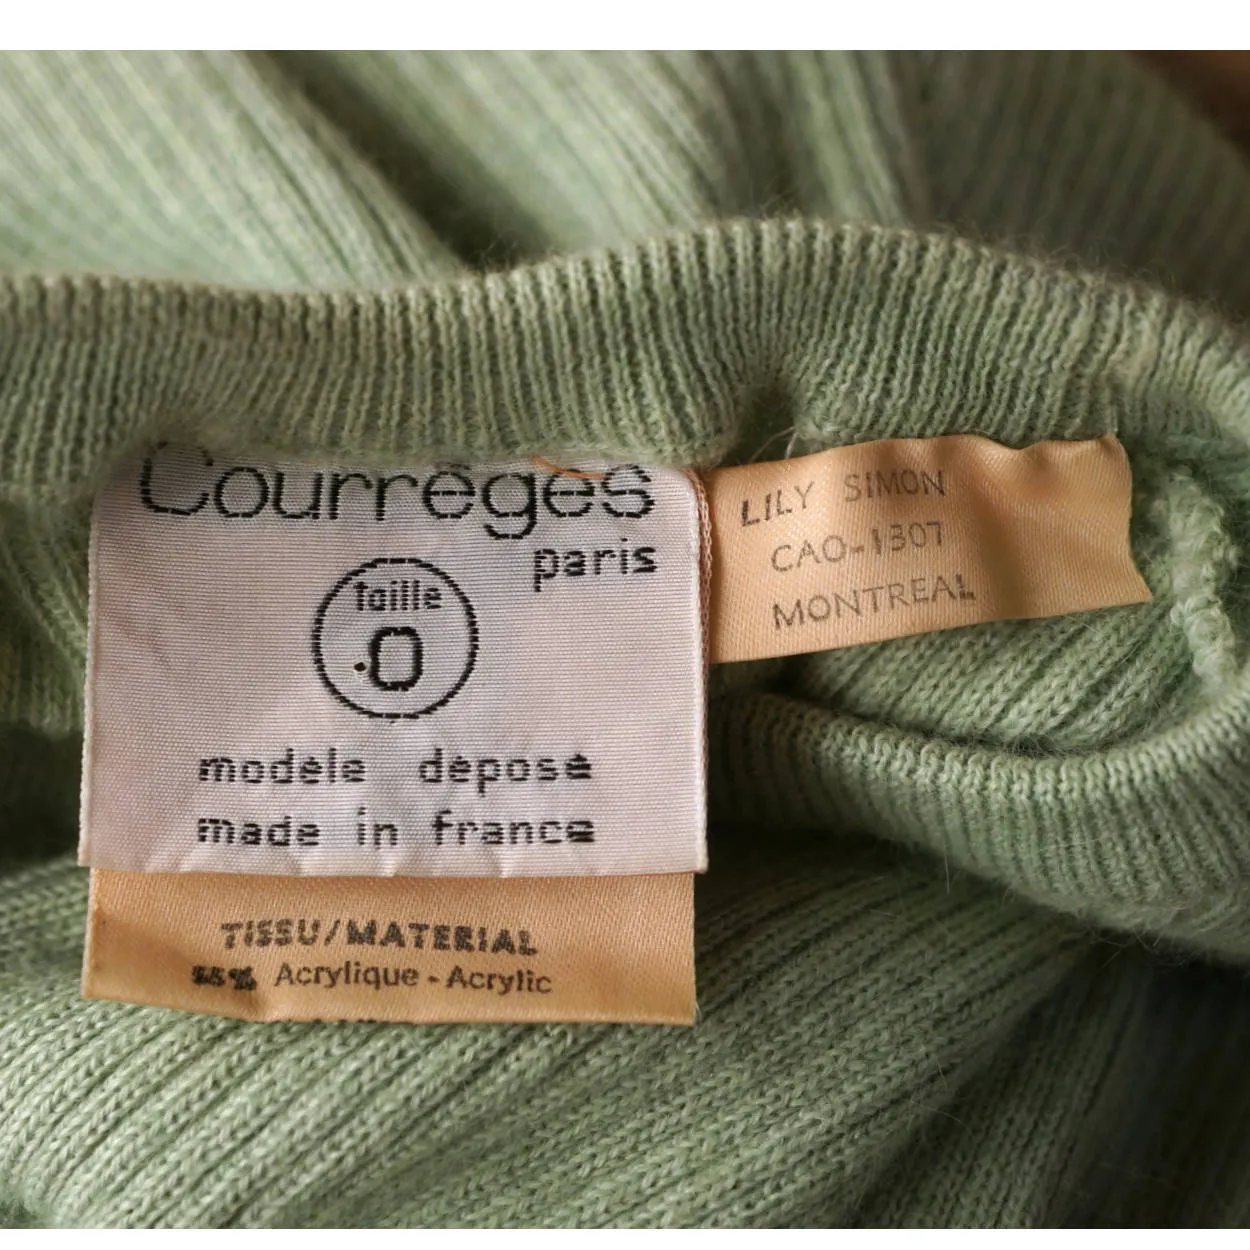 Courrèges
paris
taille
0
modèle déposé
made in france
TISSU/MATERIAL
Acrylique - Acrylic
LILY SIMON
CAO-1307
MONTREAL